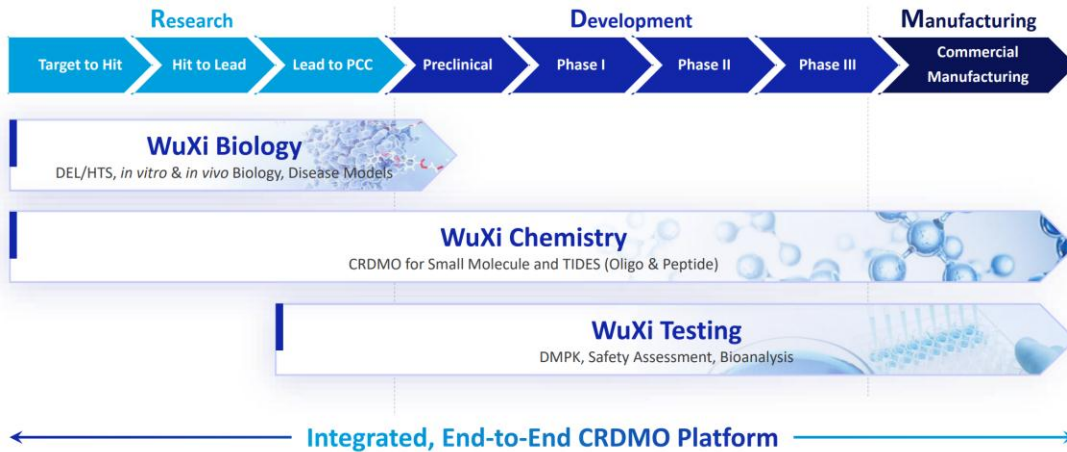 Research
Development
Manufacturing
Target to Hit
Hit to Lead
Lead to PCC
Preclinical
Phase I
Phase II
Phase III
Commercial
Manufacturing
WuXi Biology
DEL/HTS, in vitro & in vivo Biology, Disease Models
WuXi Chemistry
CRDMO for Small Molecule and TIDES (Oligo & Peptide)
WuXi Testing
DMPK, Safety Assessment, Bioanalysis
Integrated, End-to-End CRDMO Platform